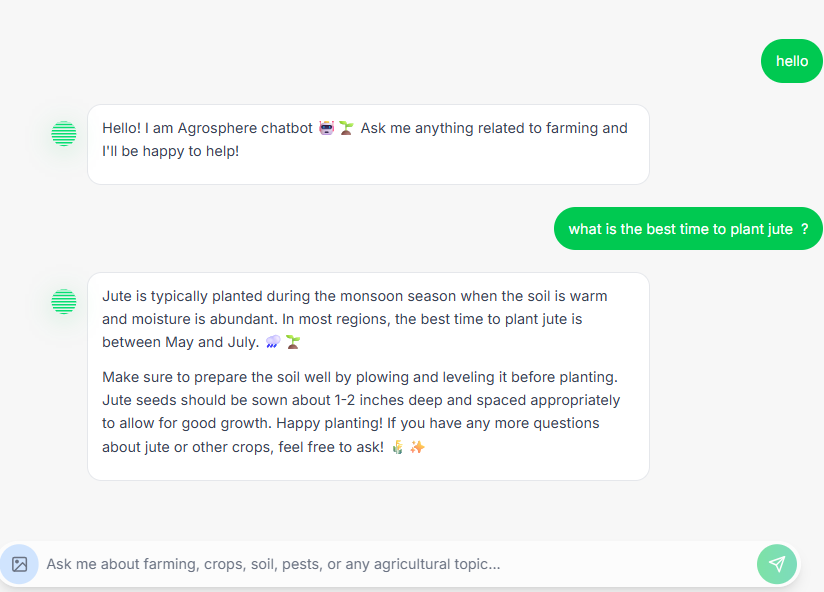 hello
Hello! I am Agrosphere chatbot 👾🌱 Ask me anything related to farming and
I'll be happy to help!
what is the best time to plant jute ?
Jute is typically planted during the monsoon season when the soil is warm
and moisture is abundant. In most regions, the best time to plant jute is
between May and July. 🌧️🌱
Make sure to prepare the soil well by plowing and leveling it before planting.
Jute seeds should be sown about 1-2 inches deep and spaced appropriately
to allow for good growth. Happy planting! If you have any more questions
about jute or other crops, feel free to ask! 🌾✨
Ask me about farming, crops, soil, pests, or any agricultural topic...